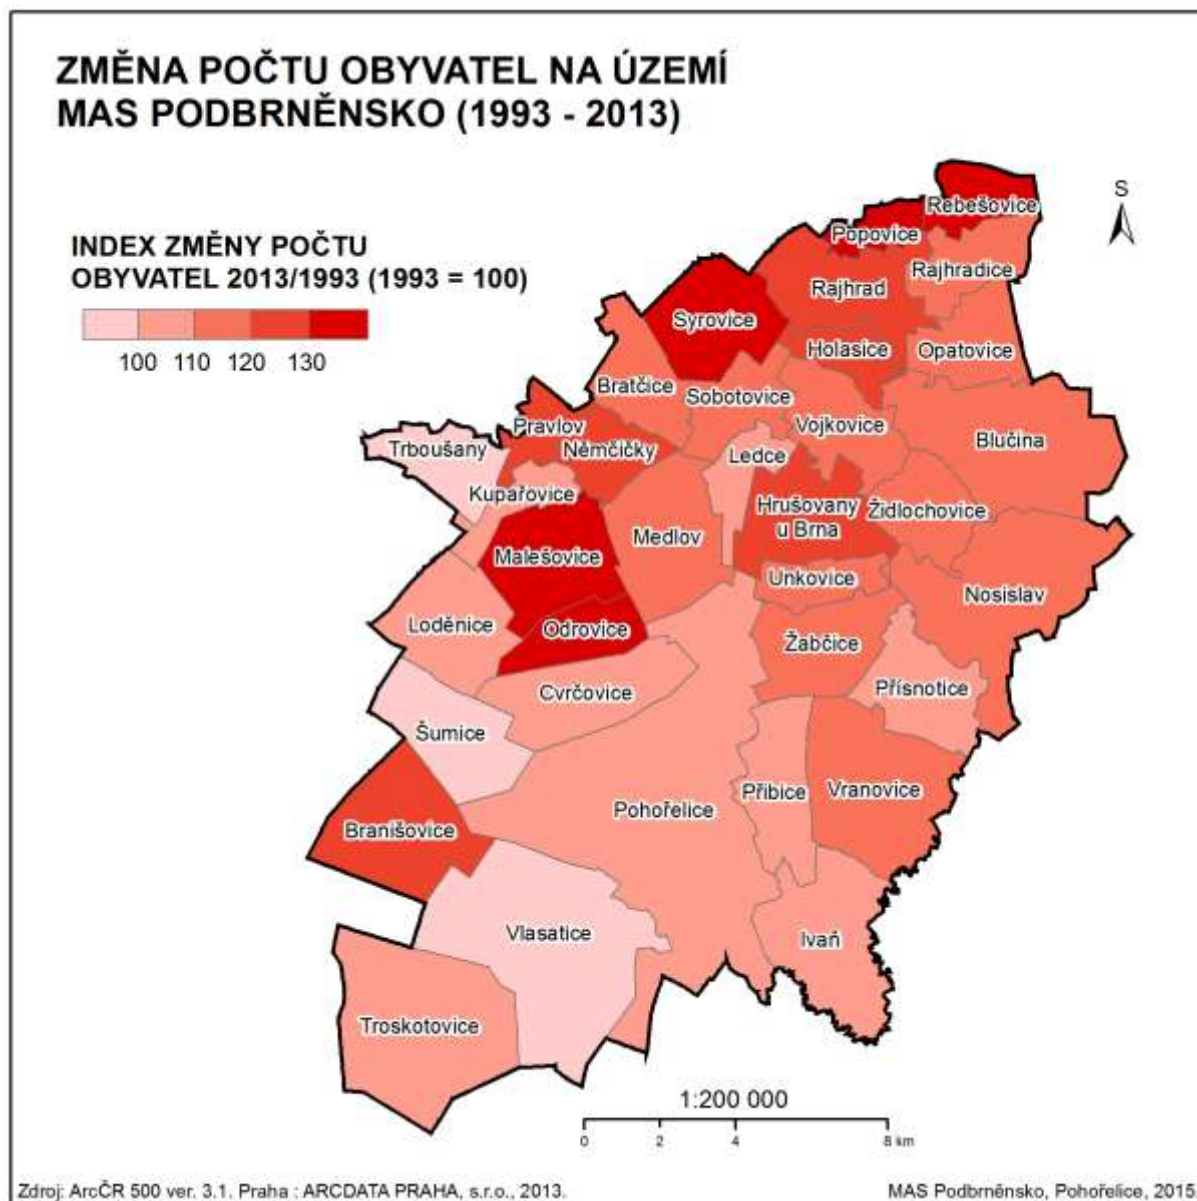 ZMĚNA POČTU OBYVATEL NA ÚZEMÍ
MAS PODBRNĚNSKO (1993 - 2013)
S
INDEX ZMĚNY POČTU
OBYVATEL 2013/1993 (1993 = 100)
100 110 120 130
Rebešovice
Popovice
Rajhradice
Rajhrad
Syrovice
Holasice
Opatovice
Bratčice
Sobotovice
Vojkovice
Blučina
Pravlov
Trboušany
Němčičky
Ledce
Kupařovice
Hrušovany
u Brna
Židlochovice
Medlov
Malešovice
Unkovice
Nosislav
Loděnice
Odrovice
Žabčice
Cvrčovice
Přísnotice
Šumice
Přibice
Vranovice
Pohořelice
Branišovice
Vlasatice
Ivaň
Troskotovice
1:200 000
0 2 4 8 km
Zdroj: ArcČR 500 ver. 3.1. Praha : ARCDATA PRAHA, s.r.o., 2013.
MAS Podbrněnsko, Pohořelice, 2015